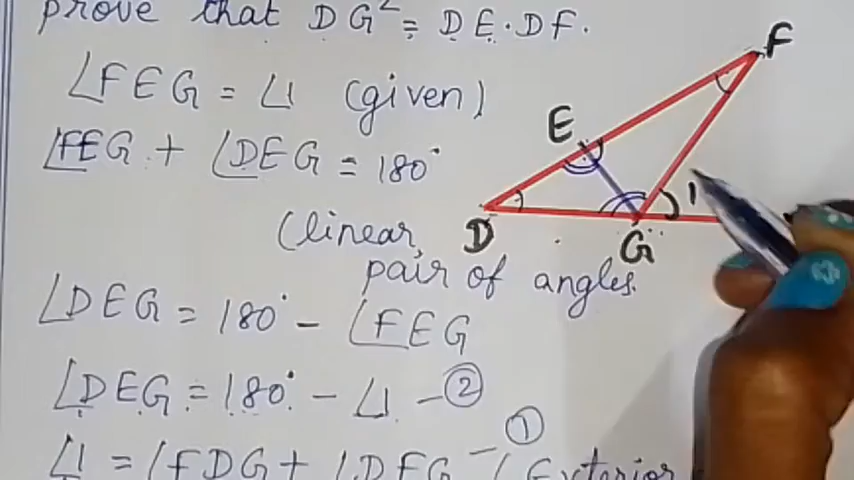 prove that DG² = DE·DF.
∠FEG = ∠1 (given)
∠FEG + ∠DEG = 180°
(linear
pair of angles.
∠DEG = 180° - ∠FEG
∠DEG = 180° - ∠1 - ②
∠1 = ∠FDG + ∠DFG - ①
(Exterior
F
E
1
D
G